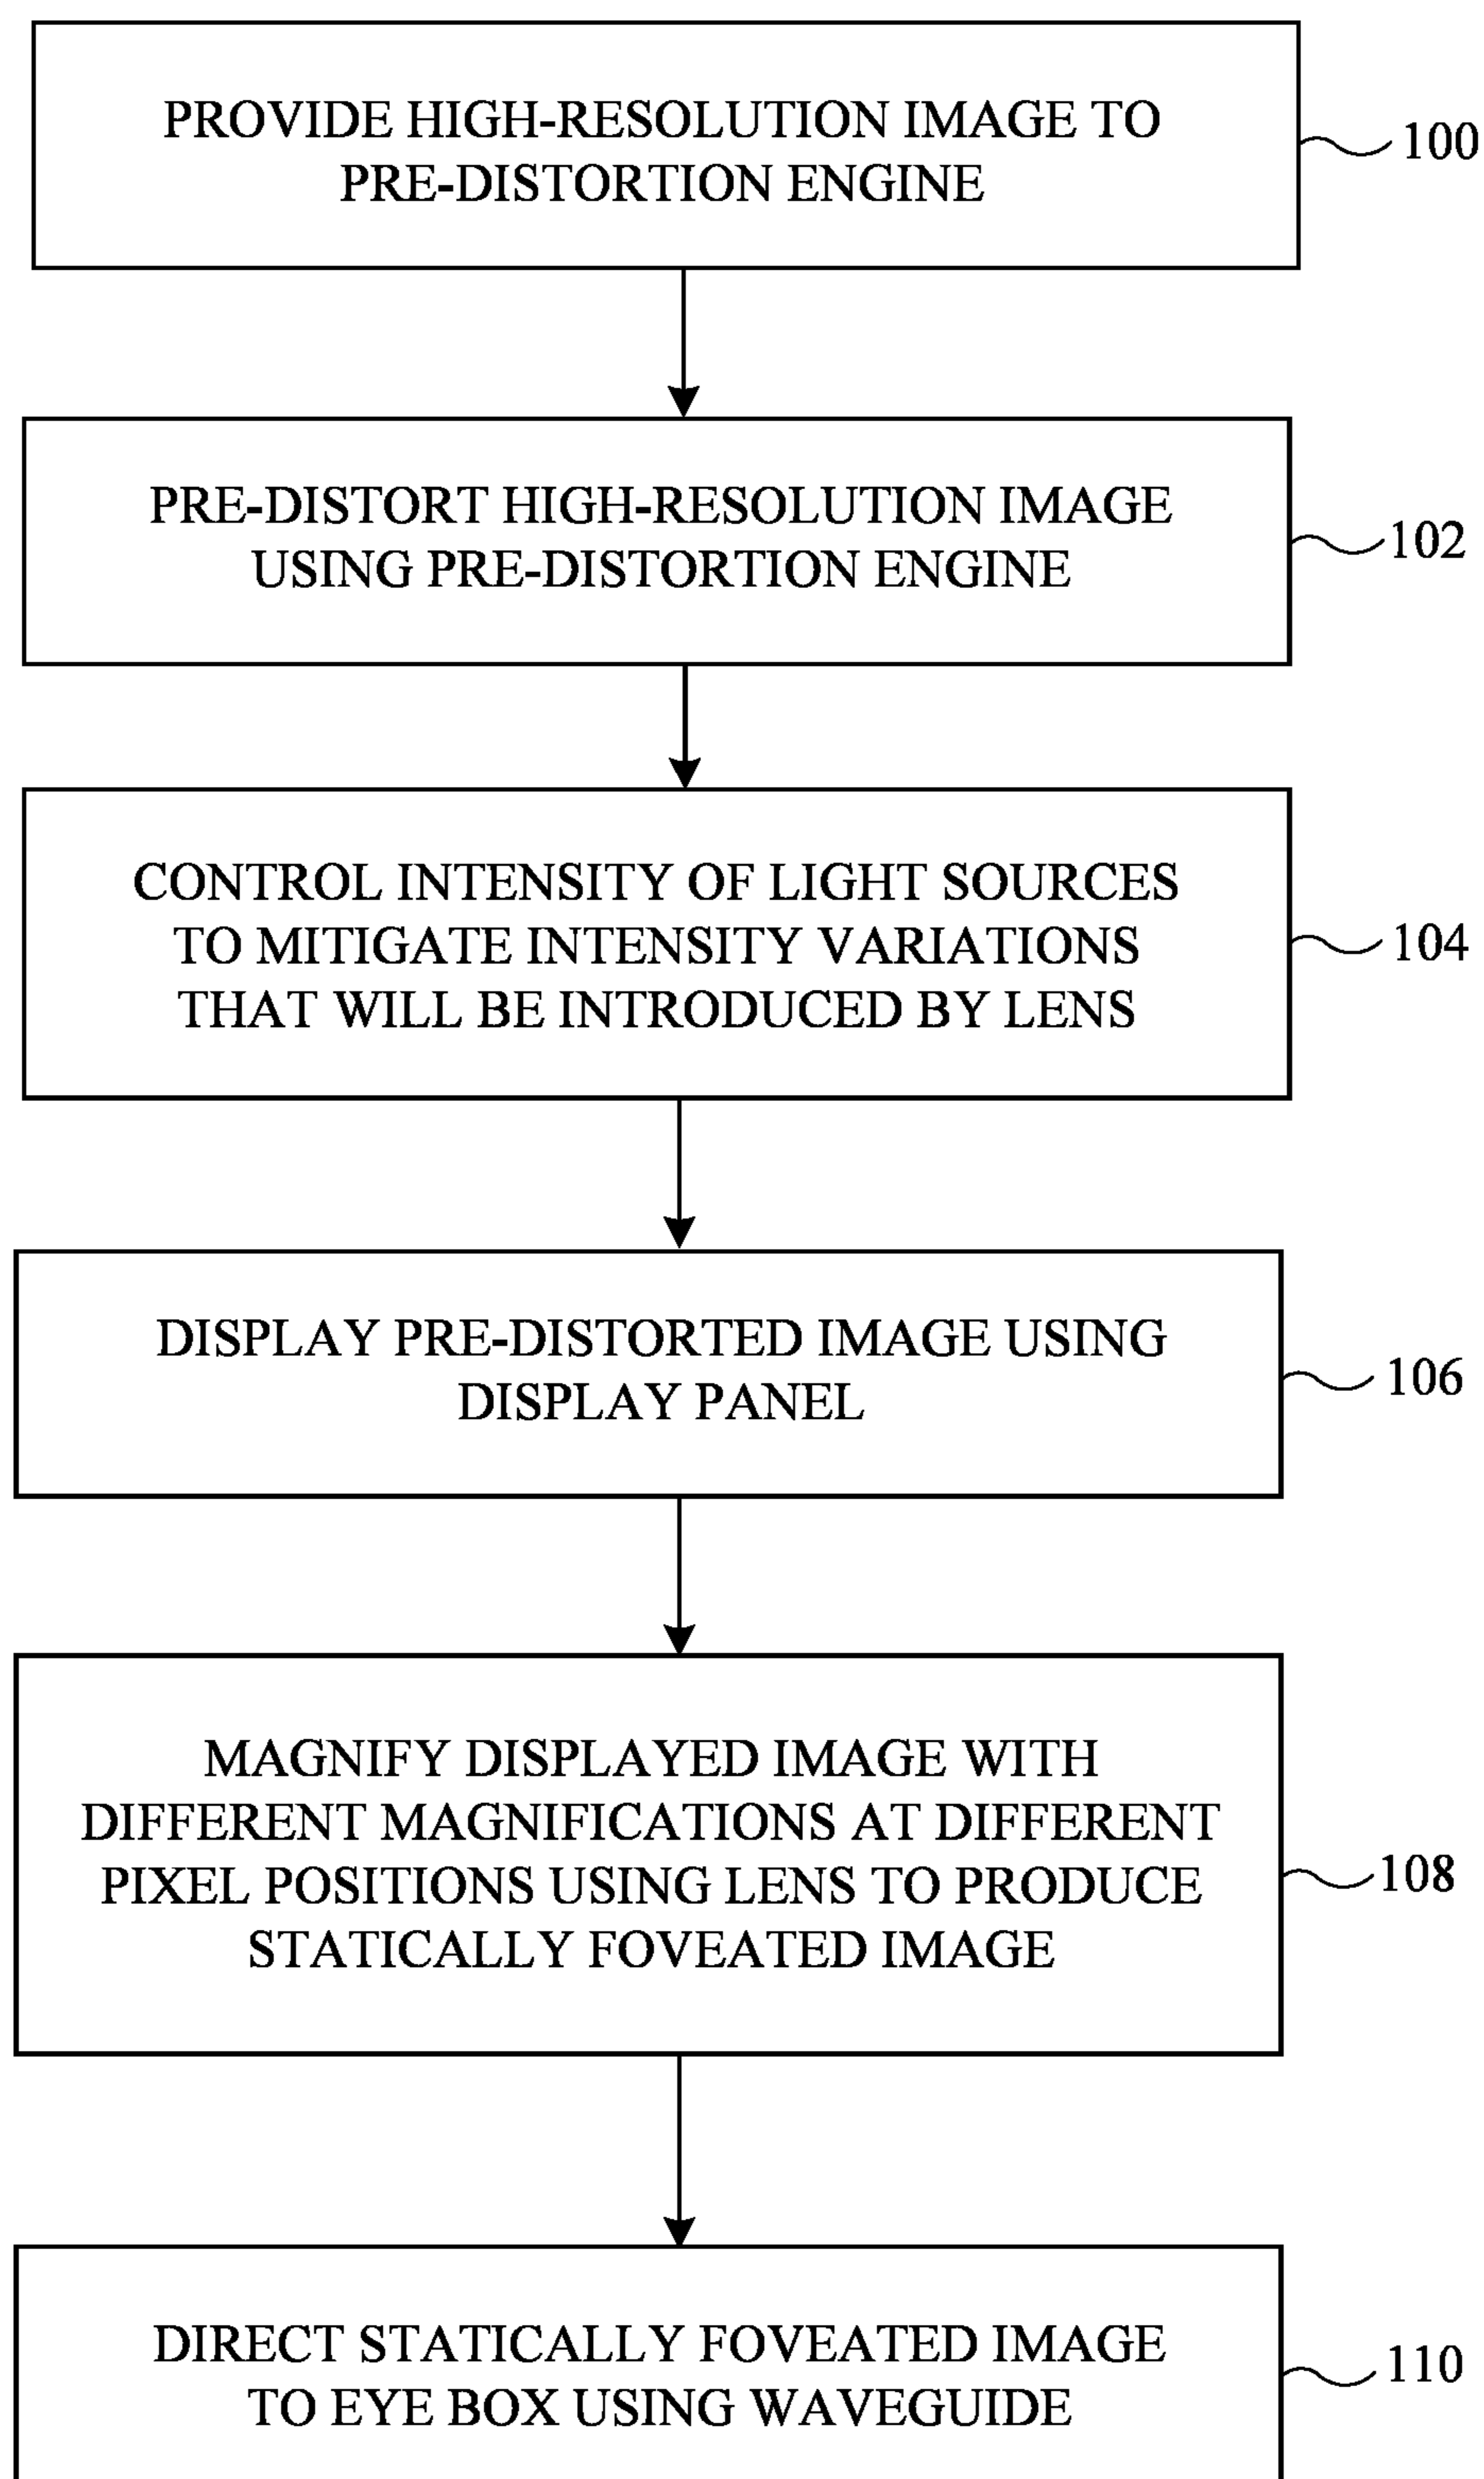 PROVIDE HIGH-RESOLUTION IMAGE TO
PRE-DISTORTION ENGINE
100
PRE-DISTORT HIGH-RESOLUTION IMAGE
USING PRE-DISTORTION ENGINE
102
CONTROL INTENSITY OF LIGHT SOURCES
TO MITIGATE INTENSITY VARIATIONS
THAT WILL BE INTRODUCED BY LENS
104
DISPLAY PRE-DISTORTED IMAGE USING
DISPLAY PANEL
106
MAGNIFY DISPLAYED IMAGE WITH
DIFFERENT MAGNIFICATIONS AT DIFFERENT
PIXEL POSITIONS USING LENS TO PRODUCE
STATICALLY FOVEATED IMAGE
108
DIRECT STATICALLY FOVEATED IMAGE
TO EYE BOX USING WAVEGUIDE
110